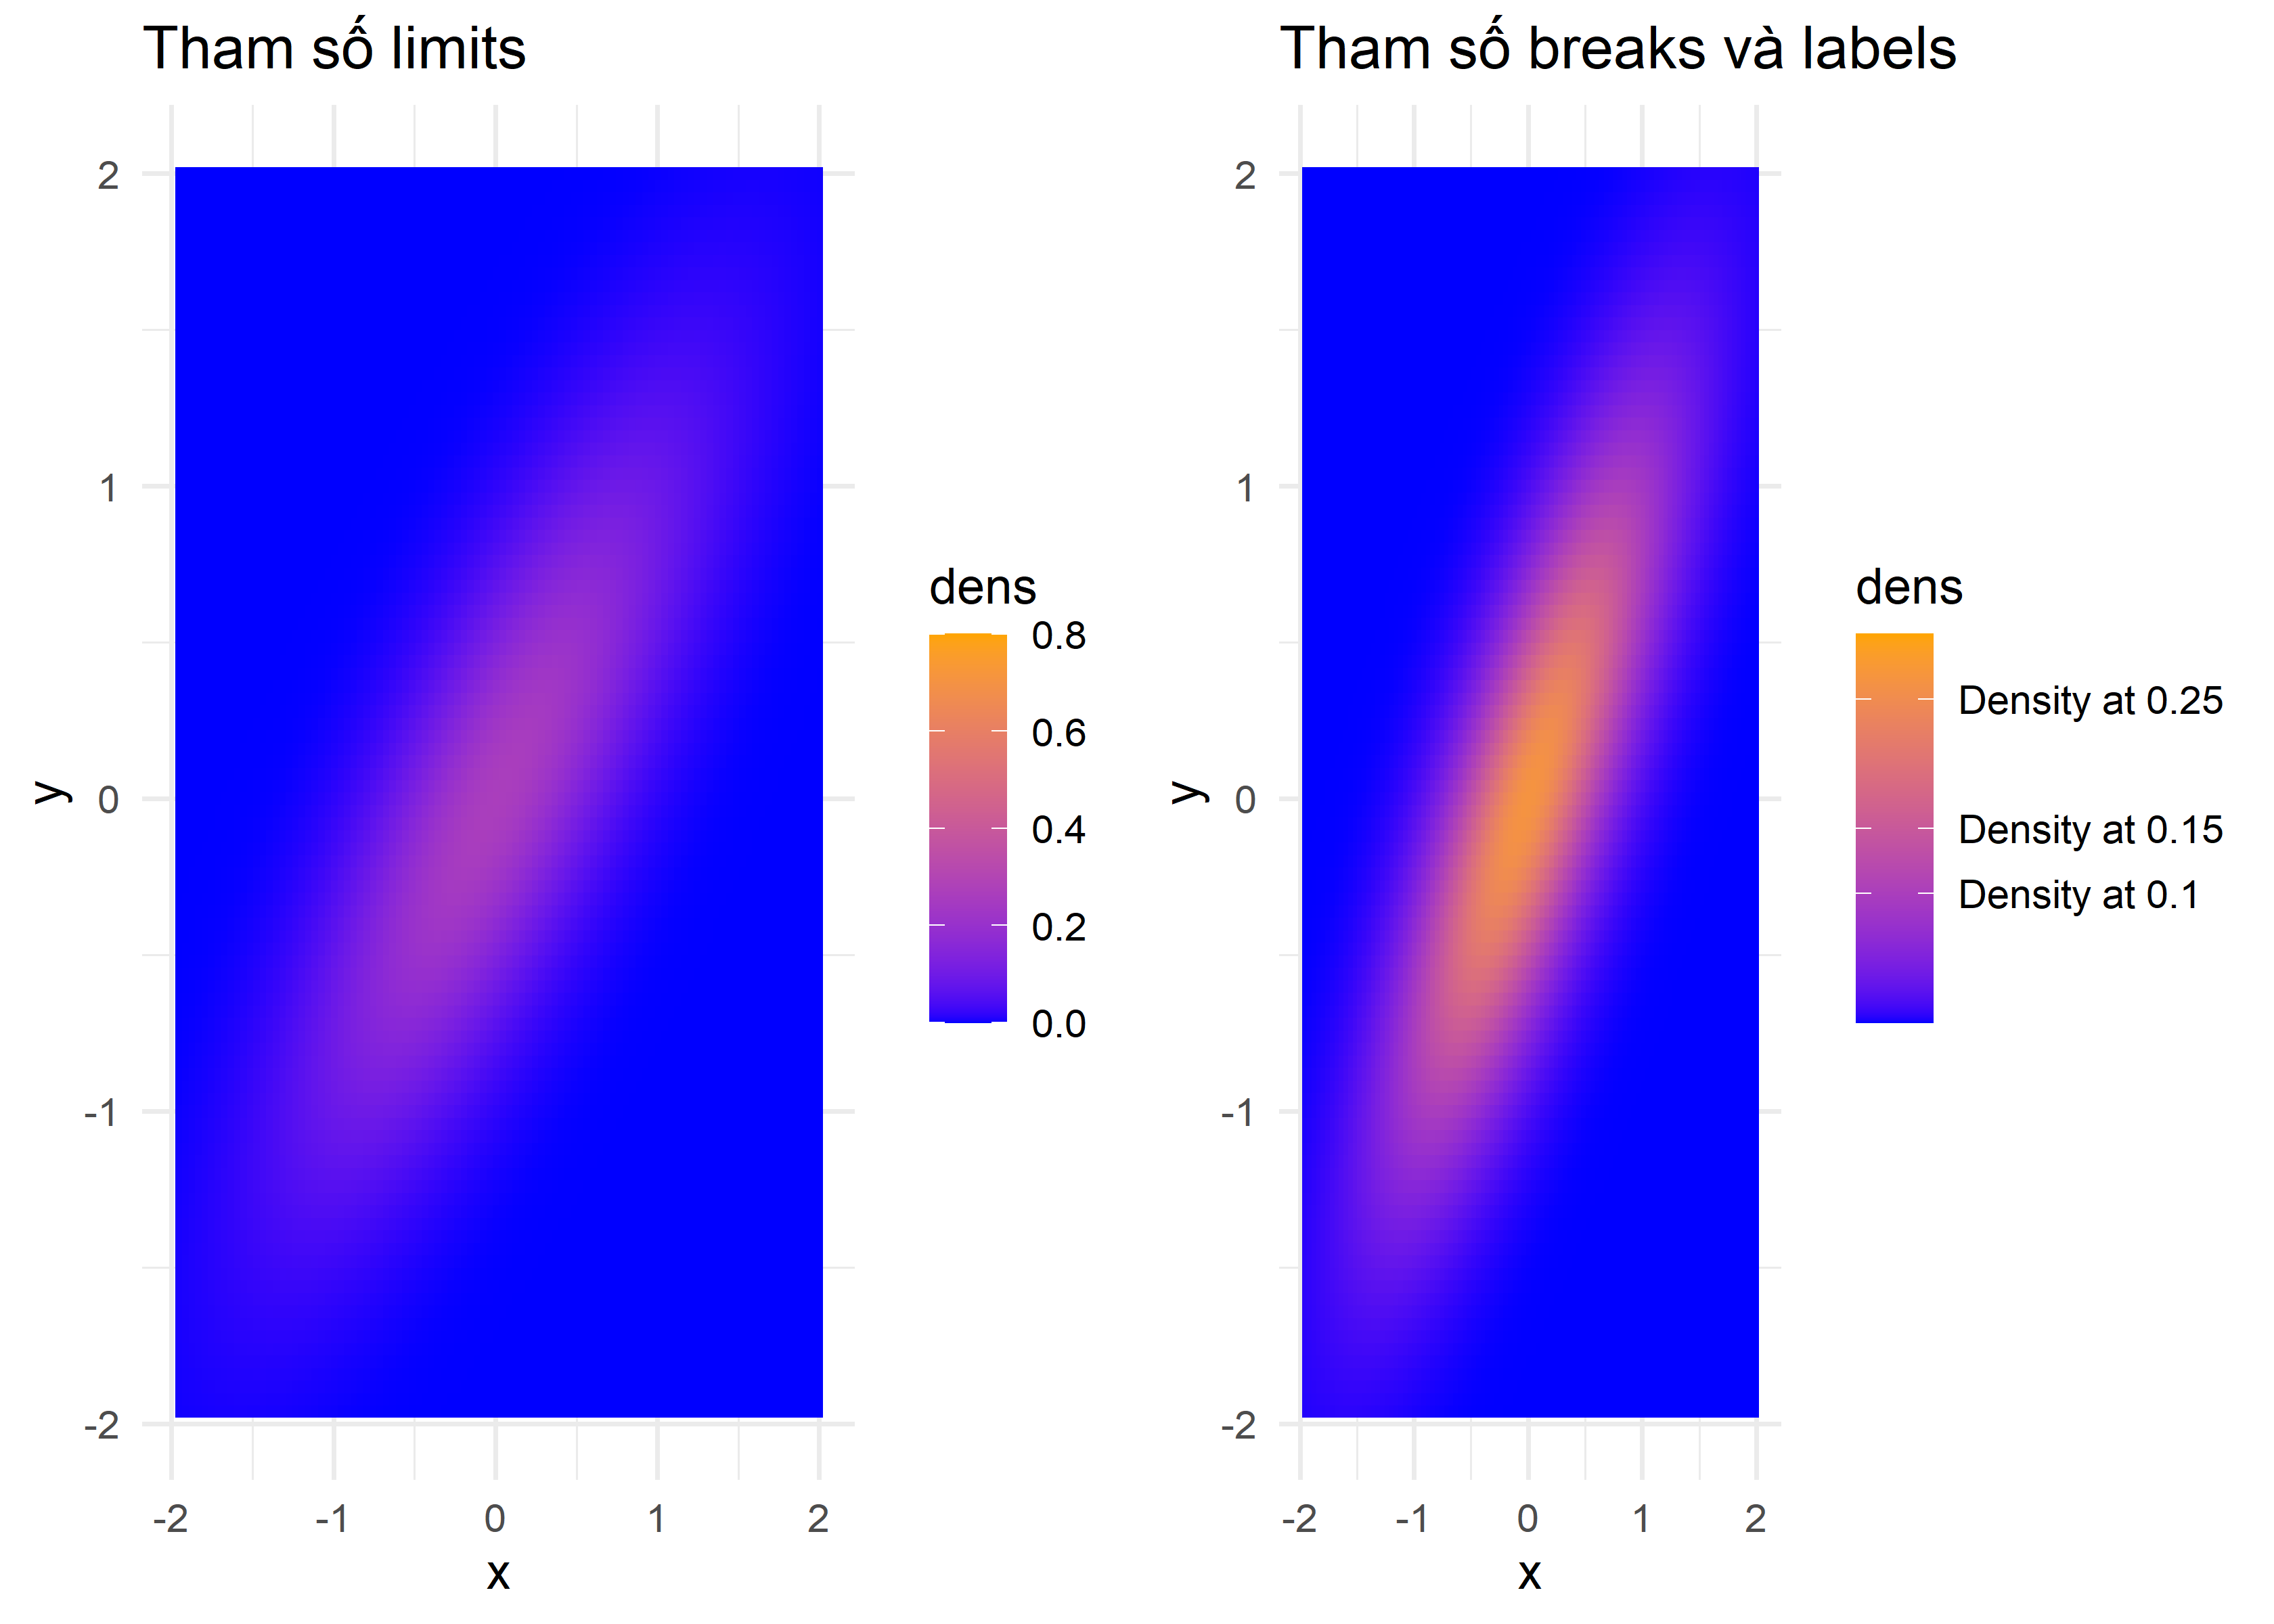 Tham số limits
2
1
0
-1
-2
y
-2 -1 0 1 2
x
dens
0.8
0.6
0.4
0.2
0.0
Tham số breaks và labels
2
1
0
-1
-2
y
-2 -1 0 1 2
x
dens
Density at 0.25
Density at 0.15
Density at 0.1